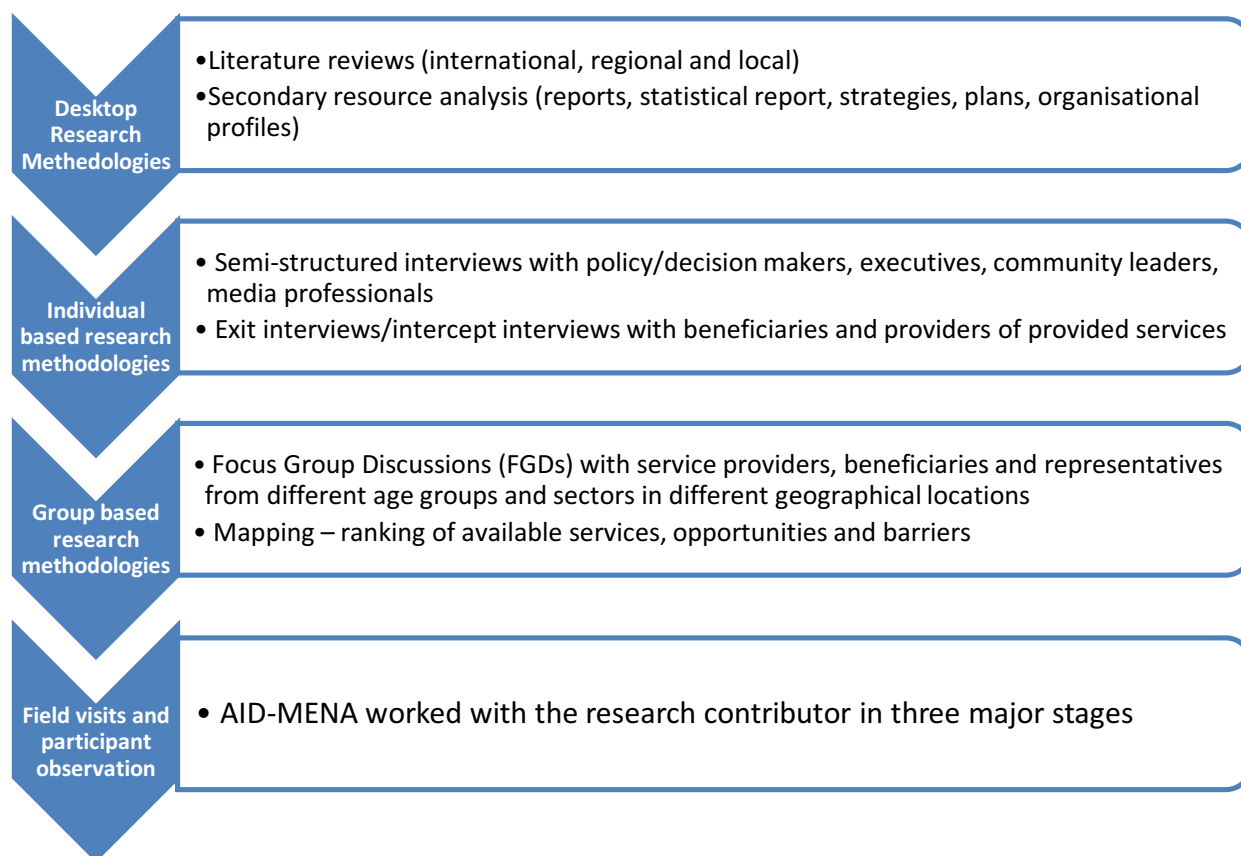 Desktop
Research
Methedologies
•Literature reviews (international, regional and local)
•Secondary resource analysis (reports, statistical report, strategies, plans, organisational
profiles)
Individual
based research
methodologies
• Semi-structured interviews with policy/decision makers, executives, community leaders,
media professionals
• Exit interviews/intercept interviews with beneficiaries and providers of provided services
Group based
research
methodologies
• Focus Group Discussions (FGDs) with service providers, beneficiaries and representatives
from different age groups and sectors in different geographical locations
• Mapping – ranking of available services, opportunities and barriers
Field visits and
participant
observation
• AID-MENA worked with the research contributor in three major stages